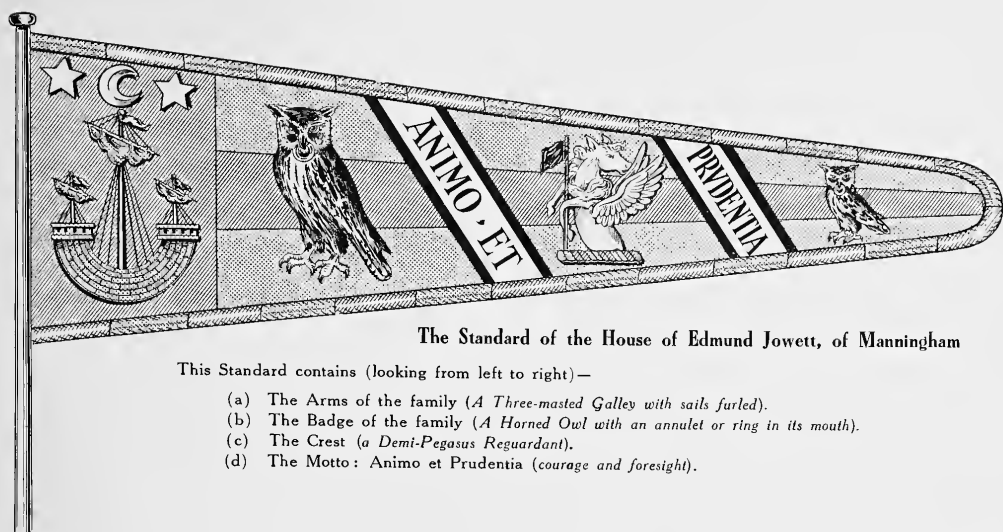 ANIMO · ET
PRVDENTIA
The Standard of the House of Edmund Jowett, of Manningham
This Standard contains (looking from left to right)—
(a) The Arms of the family (A Three-masted Galley with sails furled).
(b) The Badge of the family (A Horned Owl with an annulet or ring in its mouth).
(c) The Crest (a Demi-Pegasus Reguardant).
(d) The Motto: Animo et Prudentia (courage and foresight).